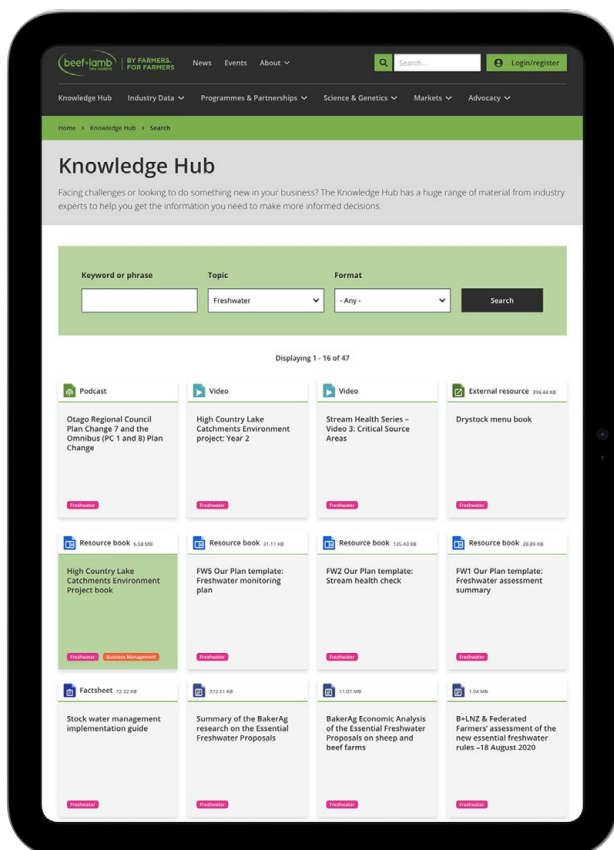 beef+lamb
new zealand
BY FARMERS.
FOR FARMERS
News Events About
Search...
Login/register
Knowledge Hub Industry Data Programmes & Partnerships Science & Genetics Markets Advocacy
Home Knowledge Hub Search
Knowledge Hub
Facing challenges or looking to do something new in your business? The Knowledge Hub has a huge range of material from industry
experts to help you get the information you need to make more informed decisions.
Keyword or phrase Topic Format
Freshwater - Any - Search
Displaying 1 - 16 of 47
Podcast
Otago Regional Council
Plan Change 7 and the
Omnibus (PC 1 and 8) Plan
Change
Freshwater
Video
High Country Lake
Catchments Environment
project: Year 2
Freshwater
Video
Stream Health Series –
Video 3: Critical Source
Areas
Freshwater
External resource 394.44 KB
Drystock menu book
Freshwater
Resource book 6.58 MB
High Country Lake
Catchments Environment
Project book
Freshwater Business Management
Resource book 31.11 KB
FW5 Our Plan template:
Freshwater monitoring
plan
Freshwater
Resource book 135.43 KB
FW2 Our Plan template:
Stream health check
Freshwater
Resource book 28.89 KB
FW1 Our Plan template:
Freshwater assessment
summary
Freshwater
Factsheet 72.32 KB
Stock water management
implementation guide
Freshwater
372.51 KB
Summary of the BakerAg
research on the Essential
Freshwater Proposals
Freshwater
11.07 MB
BakerAg Economic Analysis
of the Essential Freshwater
Proposals on sheep and
beef farms
Freshwater
1.04 MB
B+LNZ & Federated
Farmers' assessment of the
new essential freshwater
rules –18 August 2020
Freshwater